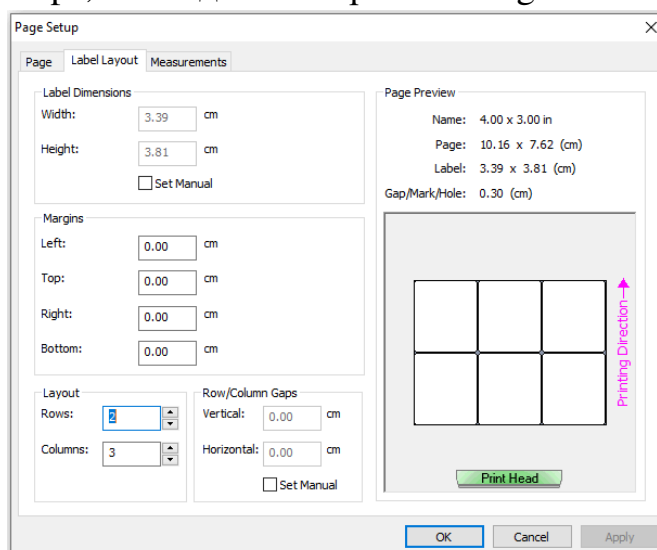 Page Setup
Page Label Layout Measurements
Label Dimensions
Width: 3.39 cm
Height: 3.81 cm
Set Manual
Margins
Left: 0.00 cm
Top: 0.00 cm
Right: 0.00 cm
Bottom: 0.00 cm
Layout
Rows: 2
Columns: 3
Row/Column Gaps
Vertical: 0.00 cm
Horizontal: 0.00 cm
Set Manual
Page Preview
Name: 4.00 x 3.00 in
Page: 10.16 x 7.62 (cm)
Label: 3.39 x 3.81 (cm)
Gap/Mark/Hole: 0.30 (cm)
Printing Direction
Print Head
OK Cancel Apply